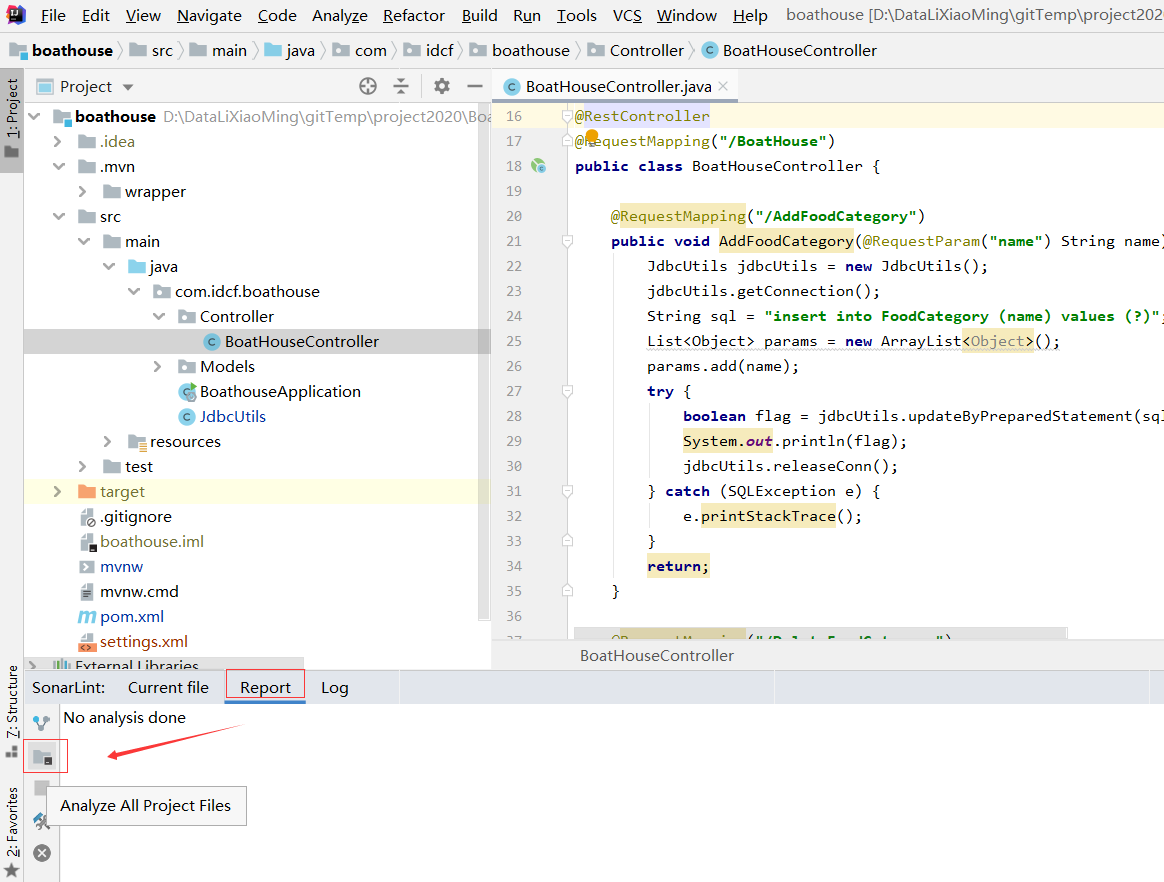 File Edit View Navigate Code Analyze Refactor Build Run Tools VCS Window Help boathouse [D:\DataLiXiaoMing\gitTemp\project2020
boathouse src main java com idcf boathouse Controller BoatHouseController
1: Project
Project
BoatHouseController.java
boathouse D:\DataLiXiaoMing\gitTemp\project2020\Boa
.idea
.mvn
wrapper
src
main
java
com.idcf.boathouse
Controller
BoatHouseController
Models
BoathouseApplication
JdbcUtils
resources
test
target
.gitignore
boathouse.iml
mvnw
mvnw.cmd
pom.xml
settings.xml
External Libraries
16 @RestController
17 @RequestMapping("/BoatHouse")
18 public class BoatHouseController {
19
20 @RequestMapping("/AddFoodCategory")
21 public void AddFoodCategory(@RequestParam("name") String name)
22 JdbcUtils jdbcUtils = new JdbcUtils();
23 jdbcUtils.getConnection();
24 String sql = "insert into FoodCategory (name) values (?)";
25 List<Object> params = new ArrayList<Object>();
26 params.add(name);
27 try {
28 boolean flag = jdbcUtils.updateByPreparedStatement(sql
29 System.out.println(flag);
30 jdbcUtils.releaseConn();
31 } catch (SQLException e) {
32 e.printStackTrace();
33 }
34 return;
35 }
36
37 @RequestMapping("/DeleteFoodCategory")
BoatHouseController
7: Structure
2: Favorites
SonarLint: Current file Report Log
No analysis done
Analyze All Project Files